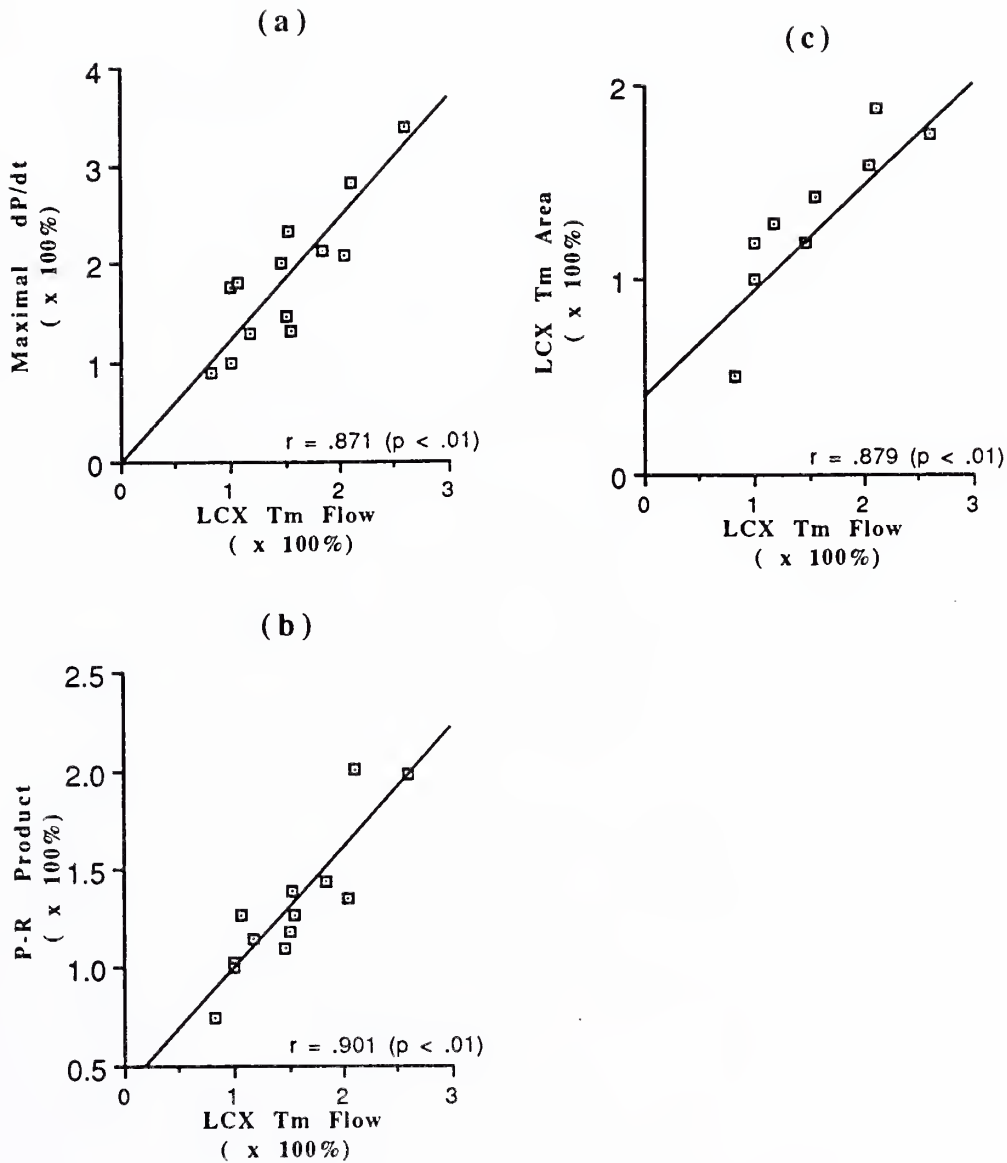 (a)
4
3
2
1
0
Maximal dP/dt
( x 100%)
r = .871 (p < .01)
0 1 2 3
LCX Tm Flow
( x 100%)
(c)
2
1
0
LCX Tm Area
( x 100%)
r = .879 (p < .01)
0 1 2 3
LCX Tm Flow
( x 100%)
(b)
2.5
2.0
1.5
1.0
0.5
P-R Product
( x 100%)
r = .901 (p < .01)
0 1 2 3
LCX Tm Flow
( x 100%)